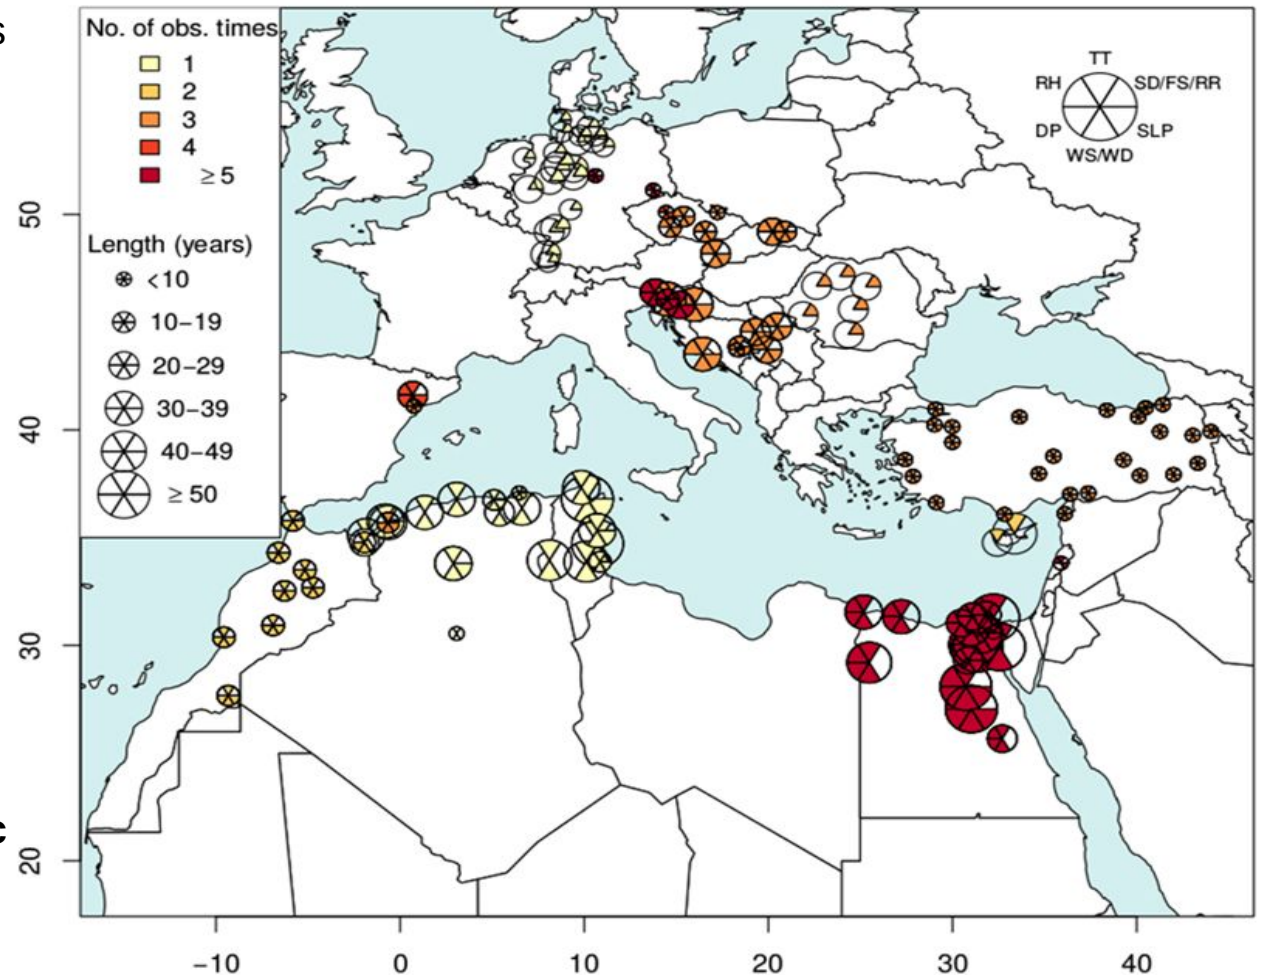 s
No. of obs. times
1
2
3
4
≥ 5
Length (years)
<10
10−19
20−29
30−39
40−49
≥ 50
TT
RH SD/FS/RR
DP SLP
WS/WD
50
40
30
20
c
−10 0 10 20 30 40